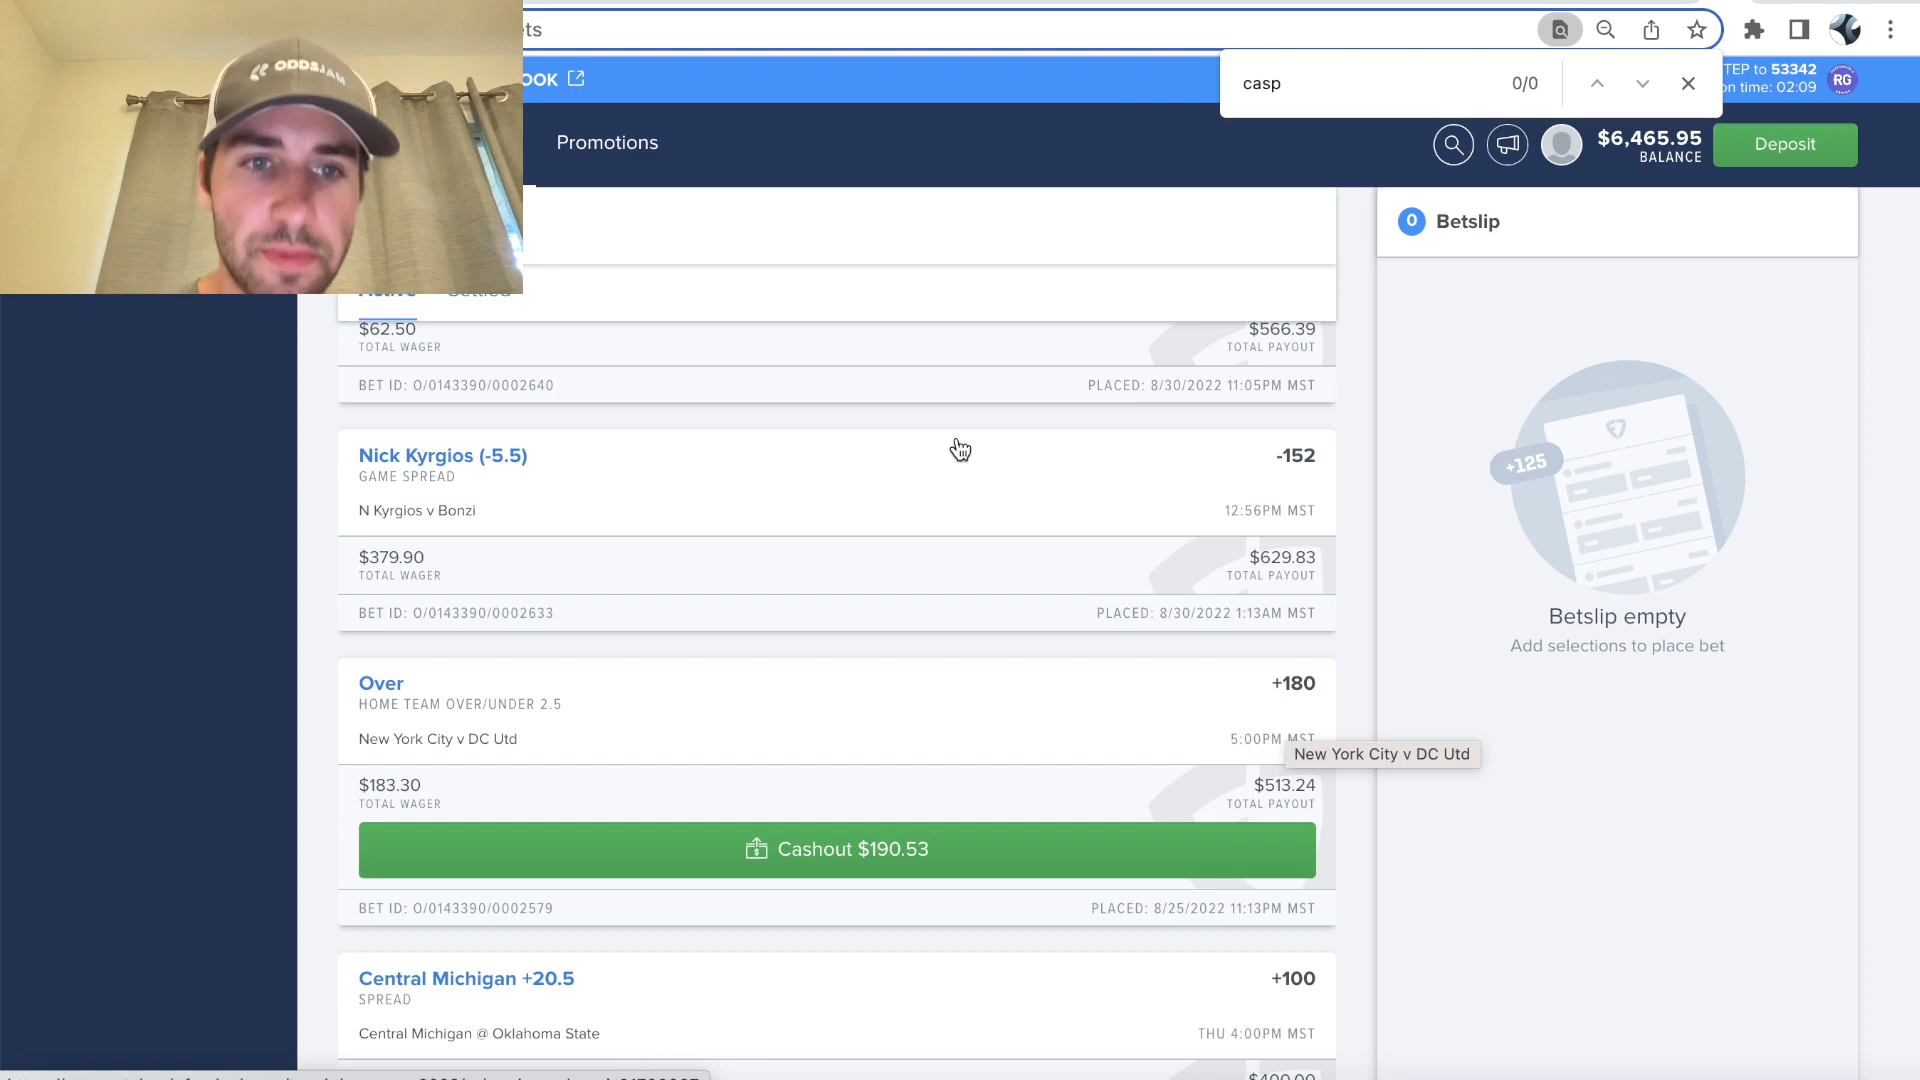 ODDSJAM
ets
casp
0/0
OOK
TEP to 53342
on time: 02:09
RG
Promotions
$6,465.95
BALANCE
Deposit
0
Betslip
Active
Settled
$62.50
$566.39
TOTAL WAGER
TOTAL PAYOUT
BET ID: O/0143390/0002640
PLACED: 8/30/2022 11:05PM MST
Nick Kyrgios (-5.5)
-152
GAME SPREAD
N Kyrgios v Bonzi
12:56PM MST
$379.90
$629.83
TOTAL WAGER
TOTAL PAYOUT
BET ID: O/0143390/0002633
PLACED: 8/30/2022 1:13AM MST
+125
Betslip empty
Add selections to place bet
Over
+180
HOME TEAM OVER/UNDER 2.5
New York City v DC Utd
5:00PM MST
New York City v DC Utd
$183.30
$513.24
TOTAL WAGER
TOTAL PAYOUT
Cashout $190.53
BET ID: O/0143390/0002579
PLACED: 8/25/2022 11:13PM MST
Central Michigan +20.5
+100
SPREAD
Central Michigan @ Oklahoma State
THU 4:00PM MST
$400.00